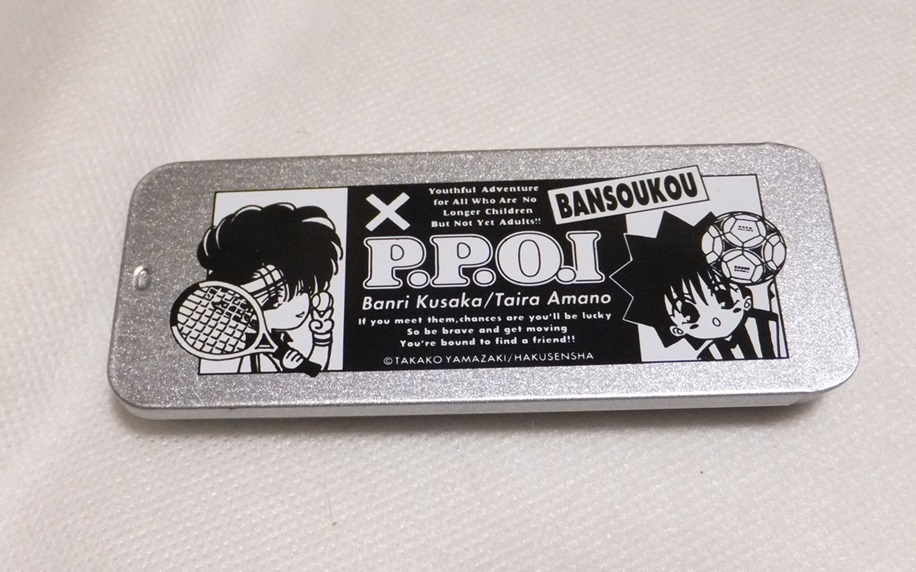 Youthful Adventure
for All Who Are No
Longer Children
But Not Yet Adults!!
BANSOUKOU
P.P.O.I
Banri Kusaka/Taira Amano
If you meet them,chances are you'll be lucky
So be brave and get moving
You're bound to find a friend!!
©TAKAKO YAMAZAKI/HAKUSENSHA